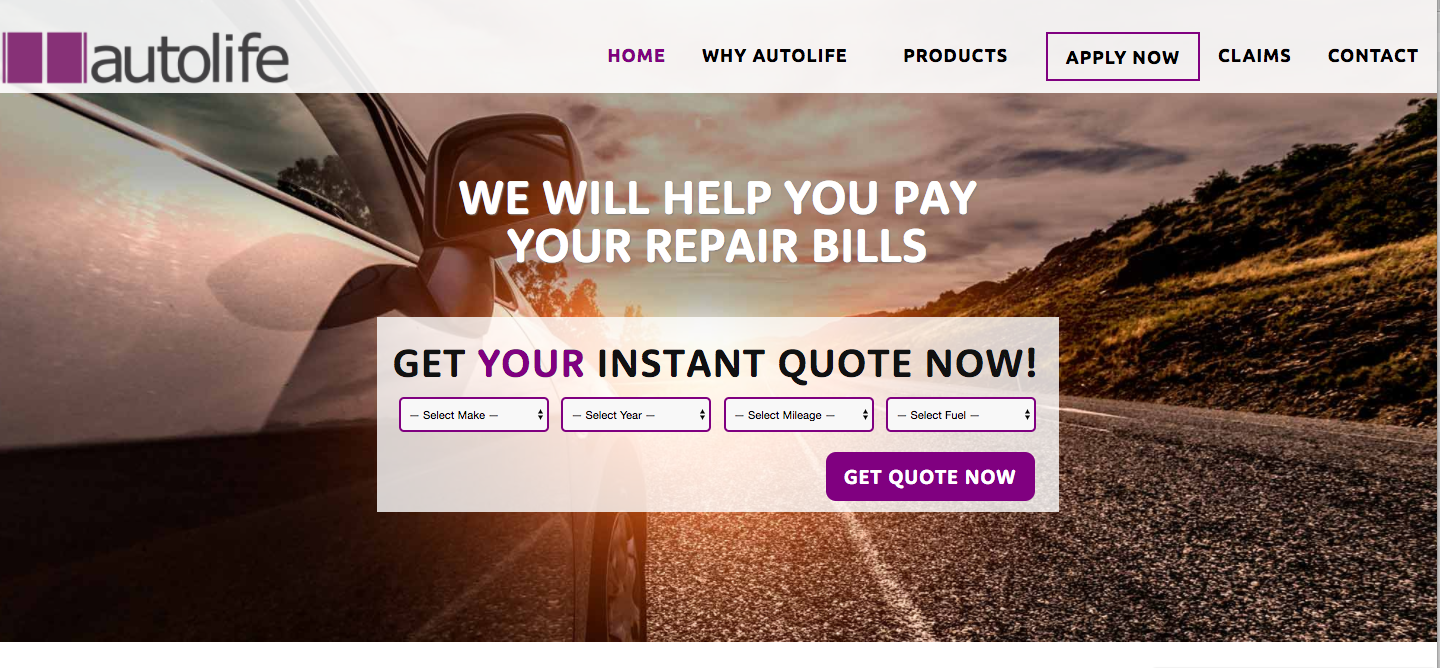 autolife
HOME WHY AUTOLIFE PRODUCTS APPLY NOW CLAIMS CONTACT
WE WILL HELP YOU PAY
YOUR REPAIR BILLS
GET YOUR INSTANT QUOTE NOW!
— Select Make — — Select Year — — Select Mileage — — Select Fuel —
GET QUOTE NOW